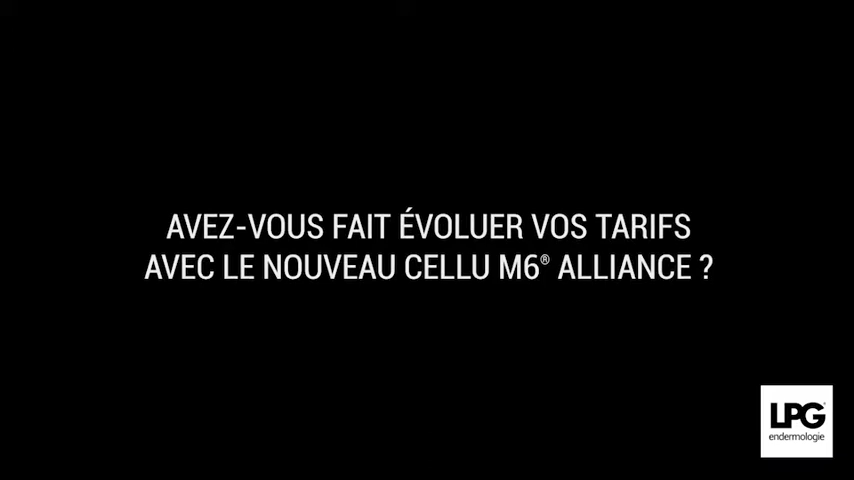 AVEZ-VOUS FAIT ÉVOLUER VOS TARIFS
AVEC LE NOUVEAU CELLU M6® ALLIANCE ?
LPG®
endermologie